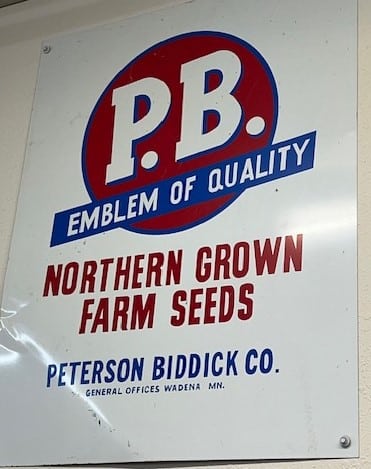 P.B.
EMBLEM OF QUALITY
NORTHERN GROWN
FARM SEEDS
PETERSON BIDDICK CO.
GENERAL OFFICES WADENA MN.